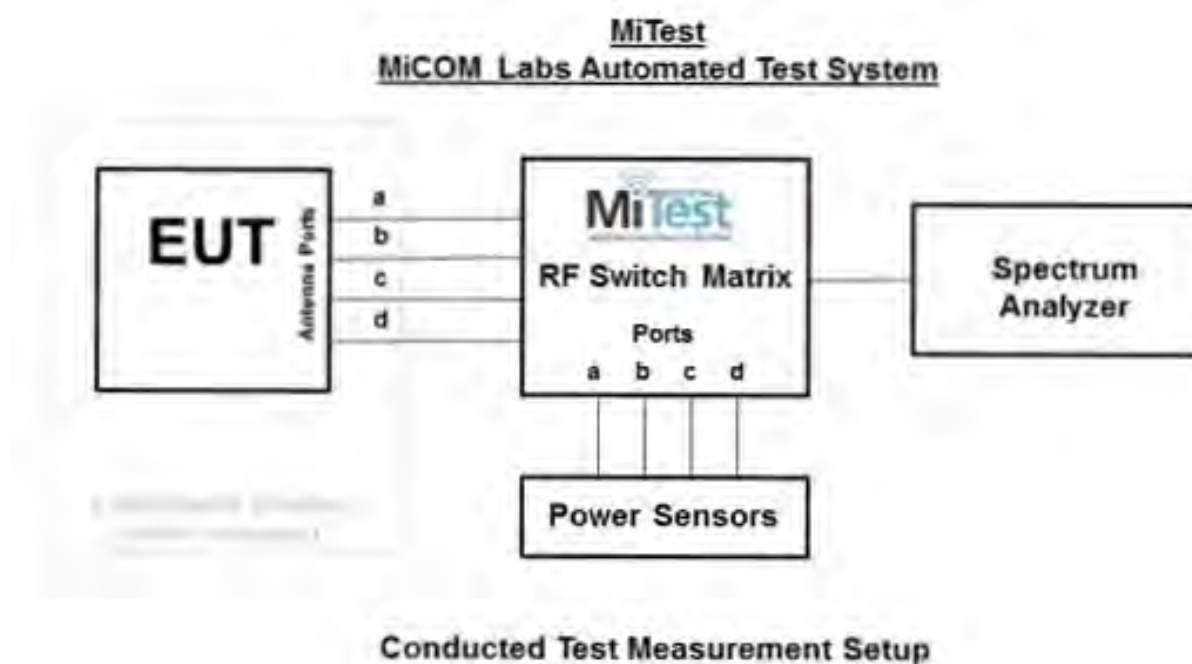 MiTest
MiCOM Labs Automated Test System
EUT
Antenna Ports
a
b
c
d
MiTest
RF Switch Matrix
Ports
a b c d
Spectrum
Analyzer
Power Sensors
Conducted Test Measurement Setup